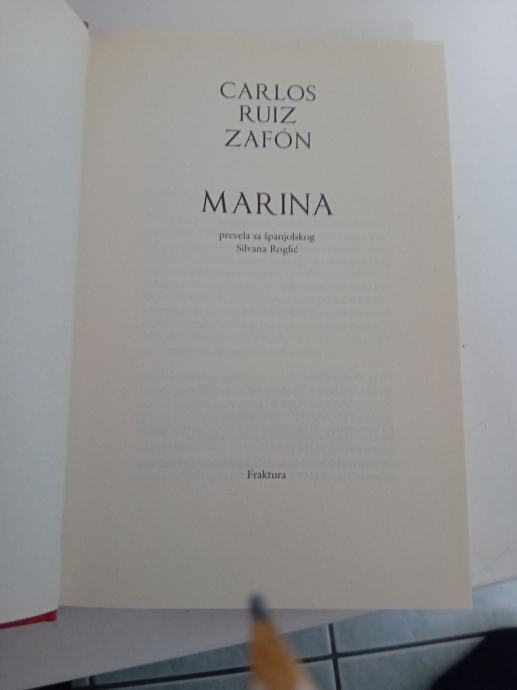 CARLOS
RUIZ
ZAFÓN
MARINA
prevela sa španjolskog
Silvana Roglić
Fraktura